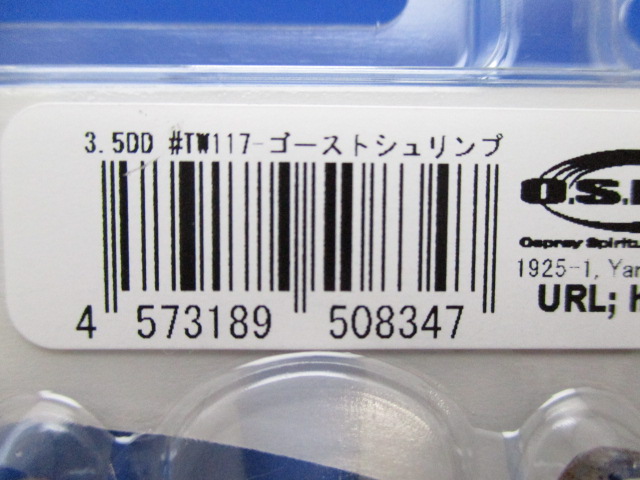 3.5DD #TW117-ゴーストシュリンプ
4 573189 508347
O.S.
Osprey Spiritu
1925-1, Yar
URL; H